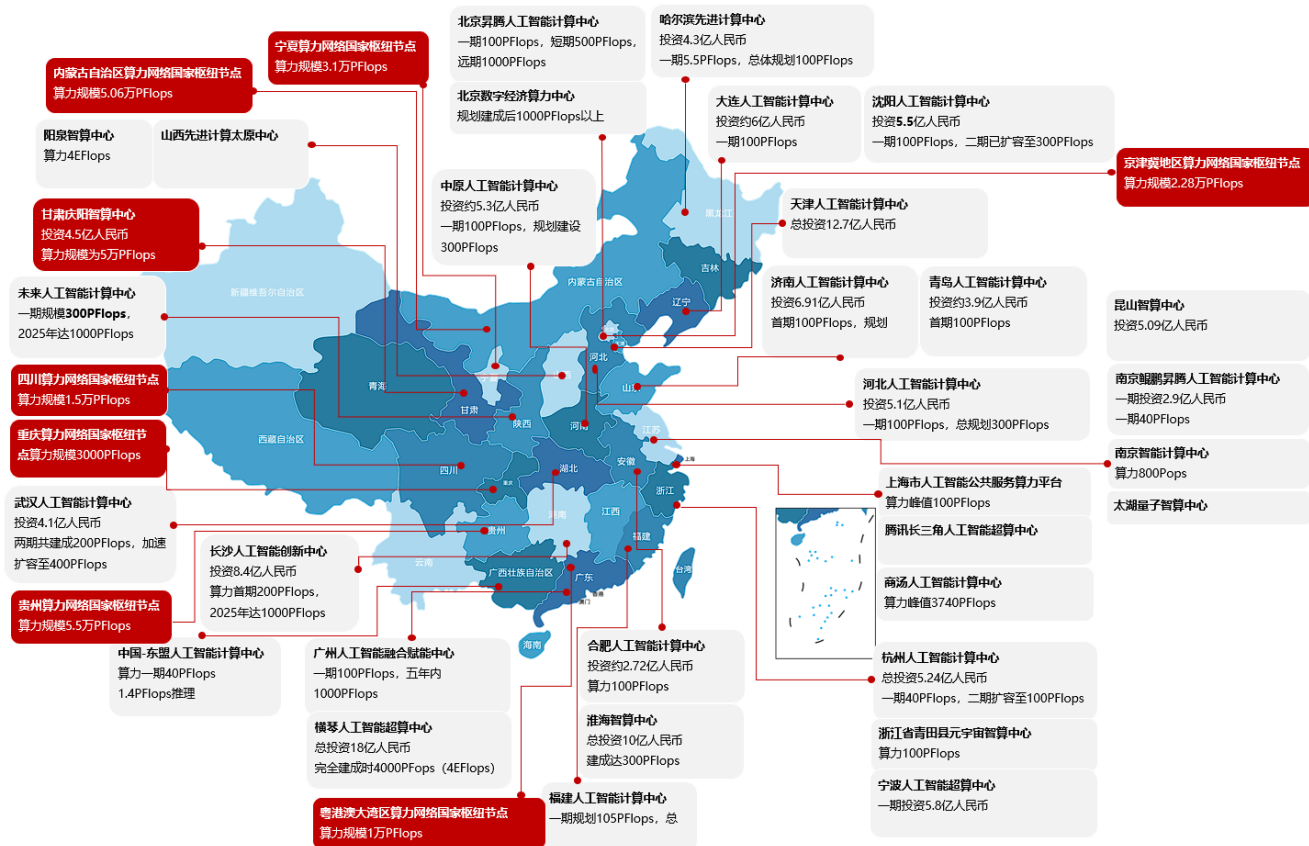 北京昇腾人工智能计算中心
一期100PFlops，短期500PFlops，
远期1000PFlops
哈尔滨先进计算中心
投资4.3亿人民币
一期5.5PFlops，总体规划100PFlops
宁夏算力网络国家枢纽节点
算力规模3.1万PFlops
内蒙古自治区算力网络国家枢纽节点
算力规模5.06万PFlops
北京数字经济算力中心
规划建成后1000PFlops以上
大连人工智能计算中心
投资约6亿人民币
一期100PFlops
沈阳人工智能计算中心
投资5.5亿人民币
一期100PFlops，二期已扩容至300PFlops
阳泉智算中心
算力4EFlops
山西先进计算太原中心
京津冀地区算力网络国家枢纽节点
算力规模2.28万PFlops
中原人工智能计算中心
投资约5.3亿人民币
一期100PFlops，规划建设
300PFlops
天津人工智能计算中心
总投资12.7亿人民币
甘肃庆阳智算中心
投资4.5亿人民币
算力规模为5万PFlops
未来人工智能计算中心
一期规模300PFlops，
2025年达1000PFlops
济南人工智能计算中心
投资6.91亿人民币
首期100PFlops，规划
青岛人工智能计算中心
投资约3.9亿人民币
首期100PFlops
昆山智算中心
投资5.09亿人民币
四川算力网络国家枢纽节点
算力规模1.5万PFlops
河北人工智能计算中心
投资5.1亿人民币
一期100PFlops，总规划300PFlops
南京鲲鹏昇腾人工智能计算中心
一期投资2.9亿人民币
一期40PFlops
重庆算力网络国家枢纽节
点算力规模3000PFlops
南京智能计算中心
算力800Pops
上海市人工智能公共服务算力平台
算力峰值100PFlops
太湖量子智算中心
武汉人工智能计算中心
投资4.1亿人民币
两期共建成200PFlops，加速
扩容至400PFlops
腾讯长三角人工智能超算中心
长沙人工智能创新中心
投资8.4亿人民币
算力首期200PFlops，
2025年达1000PFlops
商汤人工智能计算中心
算力峰值3740PFlops
贵州算力网络国家枢纽节点
算力规模5.5万PFlops
中国-东盟人工智能计算中心
算力一期40PFlops
1.4PFlops推理
广州人工智能融合赋能中心
一期100PFlops，五年内
1000PFlops
合肥人工智能计算中心
投资约2.72亿人民币
算力100PFlops
杭州人工智能计算中心
总投资5.24亿人民币
一期40PFlops，二期扩容至100PFlops
横琴人工智能超算中心
总投资18亿人民币
完全建成时4000PFops（4EFlops）
淮海智算中心
总投资10亿人民币
建成达300PFlops
浙江省青田县元宇宙智算中心
算力100PFlops
宁波人工智能超算中心
一期投资5.8亿人民币
粤港澳大湾区算力网络国家枢纽节点
算力规模1万PFlops
福建人工智能计算中心
一期规划105PFlops，总
黑龙江
吉林
辽宁
内蒙古自治区
新疆维吾尔自治区
河北
山东
青海
甘肃
陕西
河南
江苏
西藏自治区
四川
重庆
湖北
安徽
上海
浙江
湖南
江西
贵州
福建
云南
广西壮族自治区
广东
香港
澳门
台湾
海南